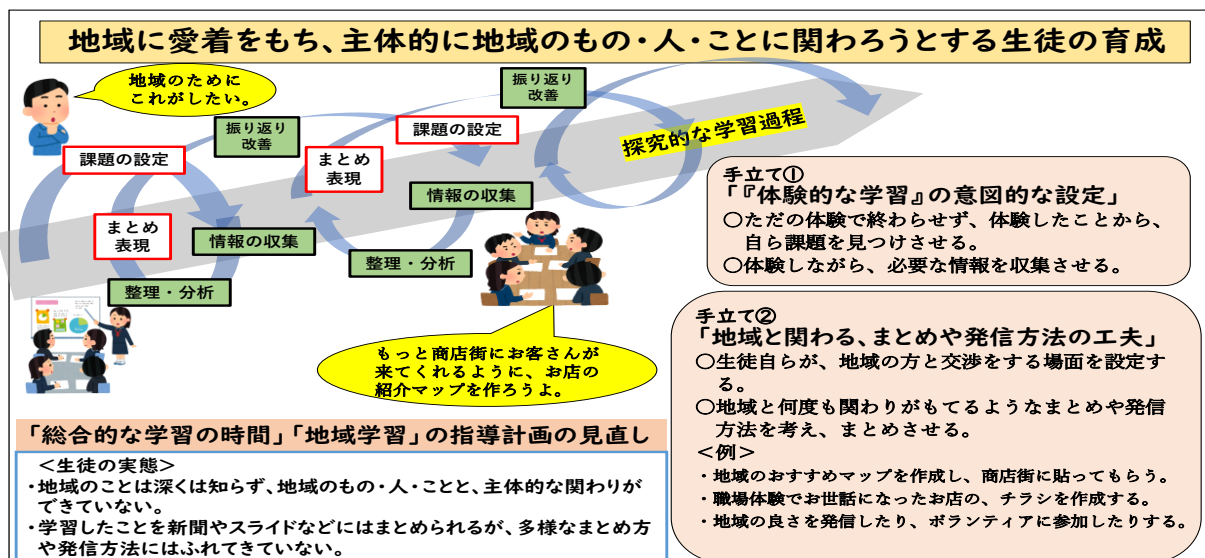 地域に愛着をもち、主体的に地域のもの・人・ことに関わろうとする生徒の育成
地域のために
これがしたい。
振り返り
改善
振り返り
改善
課題の設定
課題の設定
探究的な学習過程
まとめ
表現
まとめ
表現
情報の収集
情報の収集
整理・分析
整理・分析
もっと商店街にお客さんが
来てくれるように、お店の
紹介マップを作ろうよ。
手立て①
「『体験的な学習』の意図的な設定」
○ただの体験で終わらせず、体験したことから、
自ら課題を見つけさせる。
○体験しながら、必要な情報を収集させる。
手立て②
「地域と関わる、まとめや発信方法の工夫」
○生徒自らが、地域の方と交渉をする場面を設定す
る。
○地域と何度も関わりがもてるようなまとめや発信
方法を考え、まとめさせる。
<例>
・地域のおすすめマップを作成し、商店街に貼ってもらう。
・職場体験でお世話になったお店の、チラシを作成する。
・地域の良さを発信したり、ボランティアに参加したりする。
「総合的な学習の時間」「地域学習」の指導計画の見直し
<生徒の実態>
・地域のことは深くは知らず、地域のもの・人・ことと、主体的な関わりが
できていない。
・学習したことを新聞やスライドなどにはまとめられるが、多様なまとめ方
や発信方法にはふれてきていない。